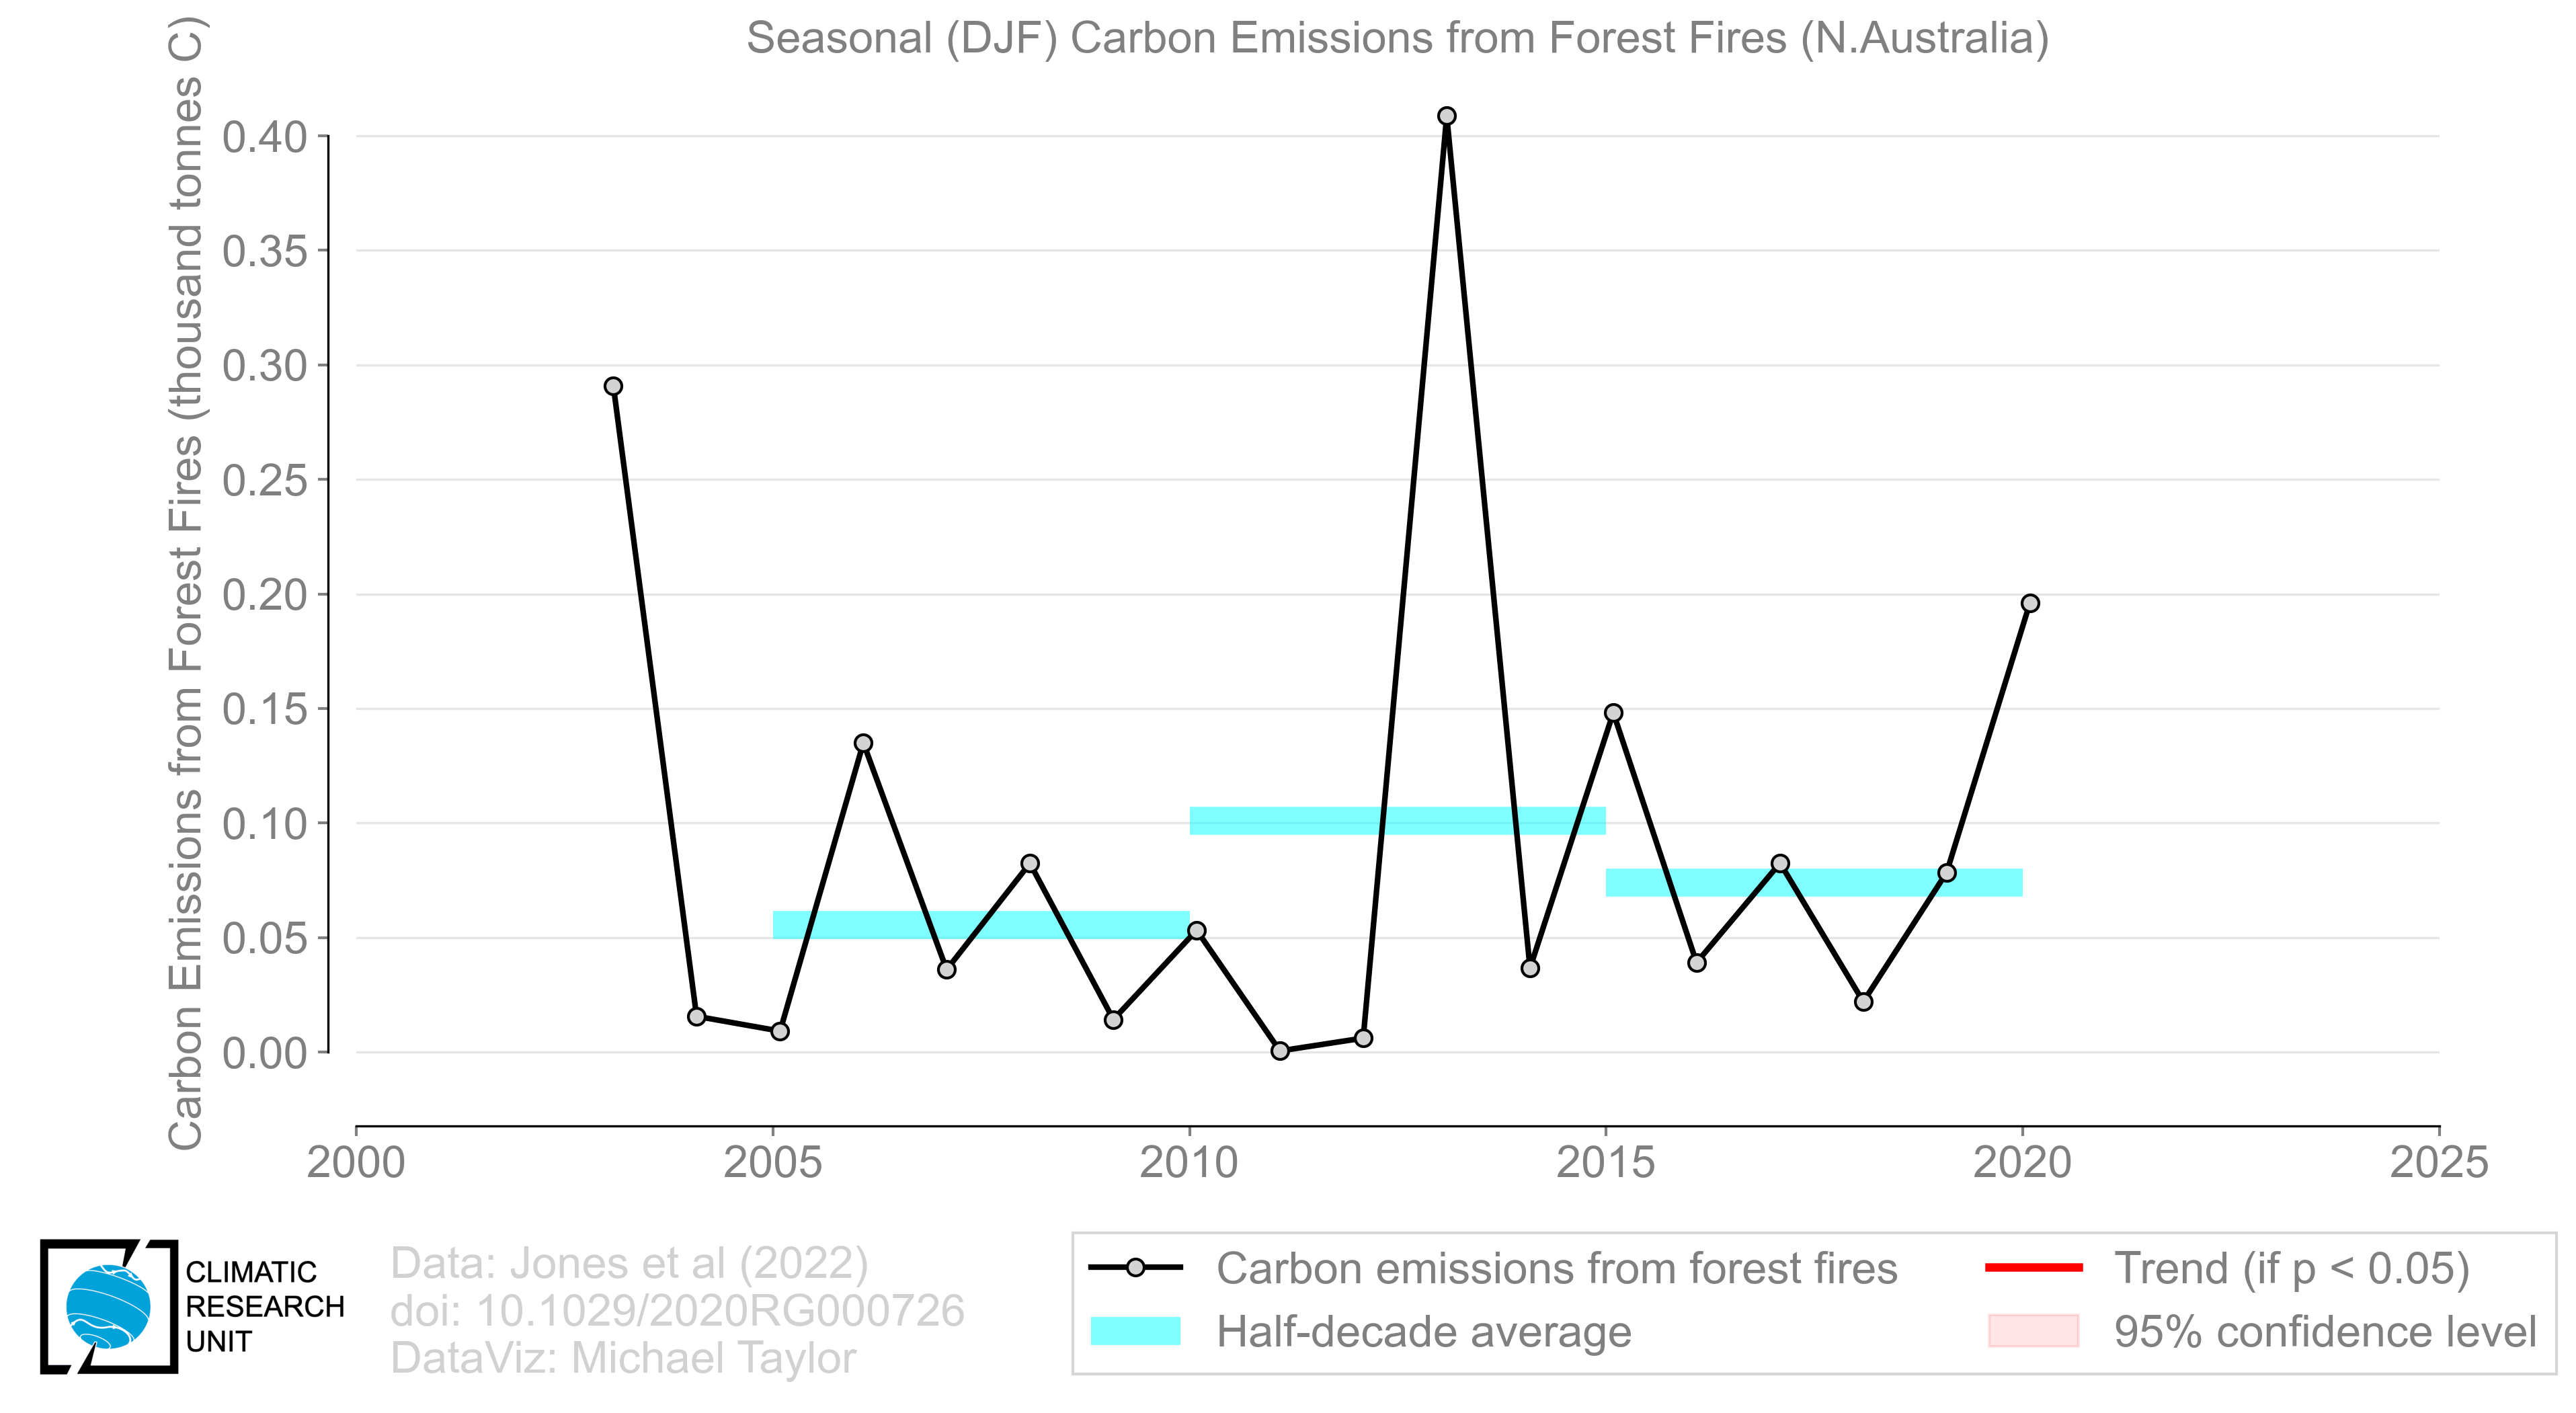 Seasonal (DJF) Carbon Emissions from Forest Fires (N.Australia)
Carbon Emissions from Forest Fires (thousand tonnes C)
0.40
0.35
0.30
0.25
0.20
0.15
0.10
0.05
0.00
2000 2005 2010 2015 2020 2025
CLIMATIC
RESEARCH
UNIT
Data: Jones et al (2022)
doi: 10.1029/2020RG000726
DataViz: Michael Taylor
Carbon emissions from forest fires
Half-decade average
Trend (if p < 0.05)
95% confidence level